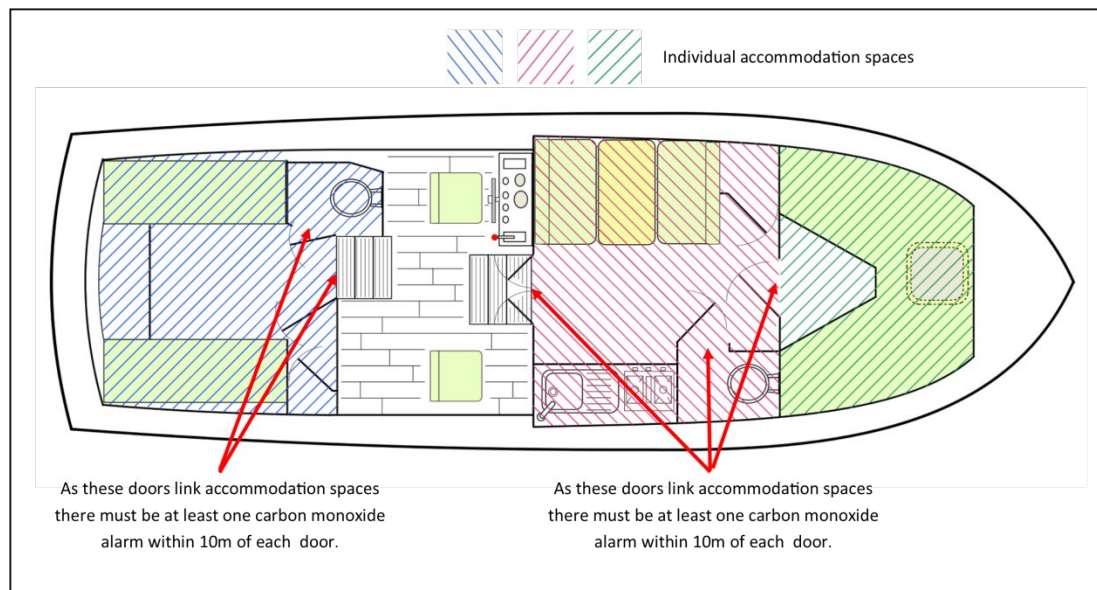 Individual accommodation spaces
As these doors link accommodation spaces
there must be at least one carbon monoxide
alarm within 10m of each door.
As these doors link accommodation spaces
there must be at least one carbon monoxide
alarm within 10m of each door.